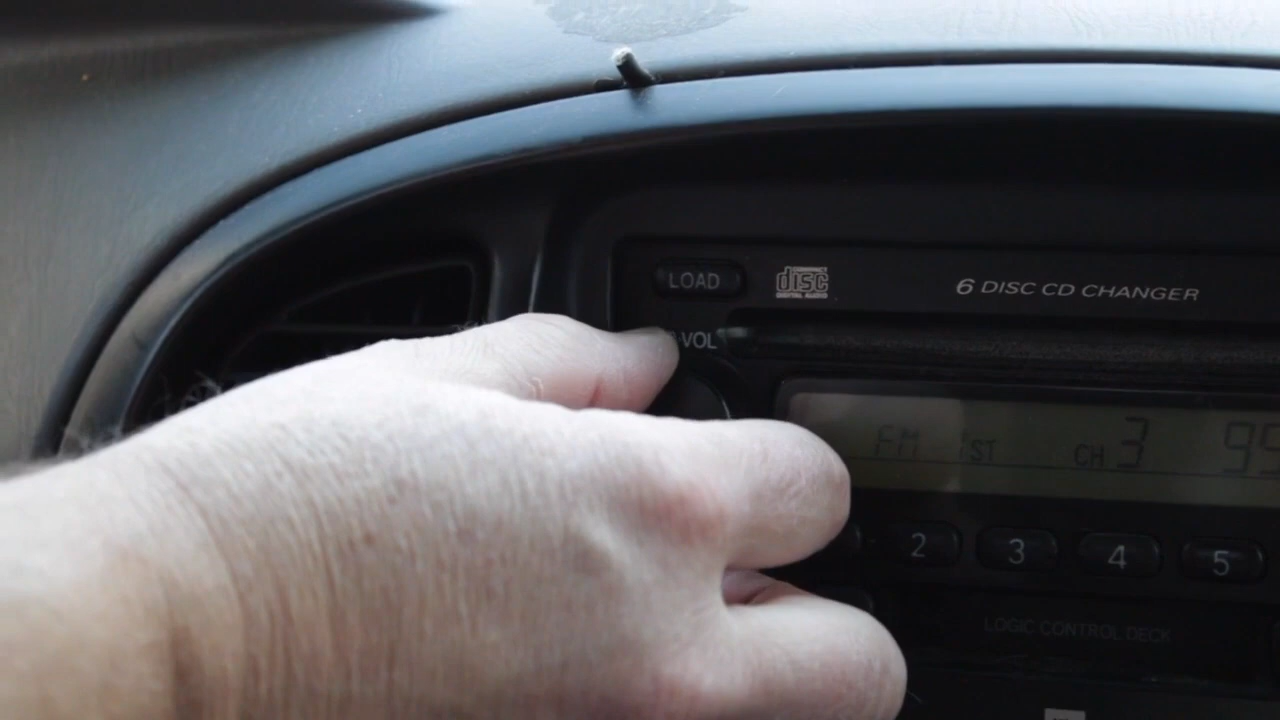 LOAD
disc
DIGITAL AUDIO
6 DISC CD CHANGER
VOL
FM ST CH 3
2 3 4 5
LOGIC CONTROL DECK